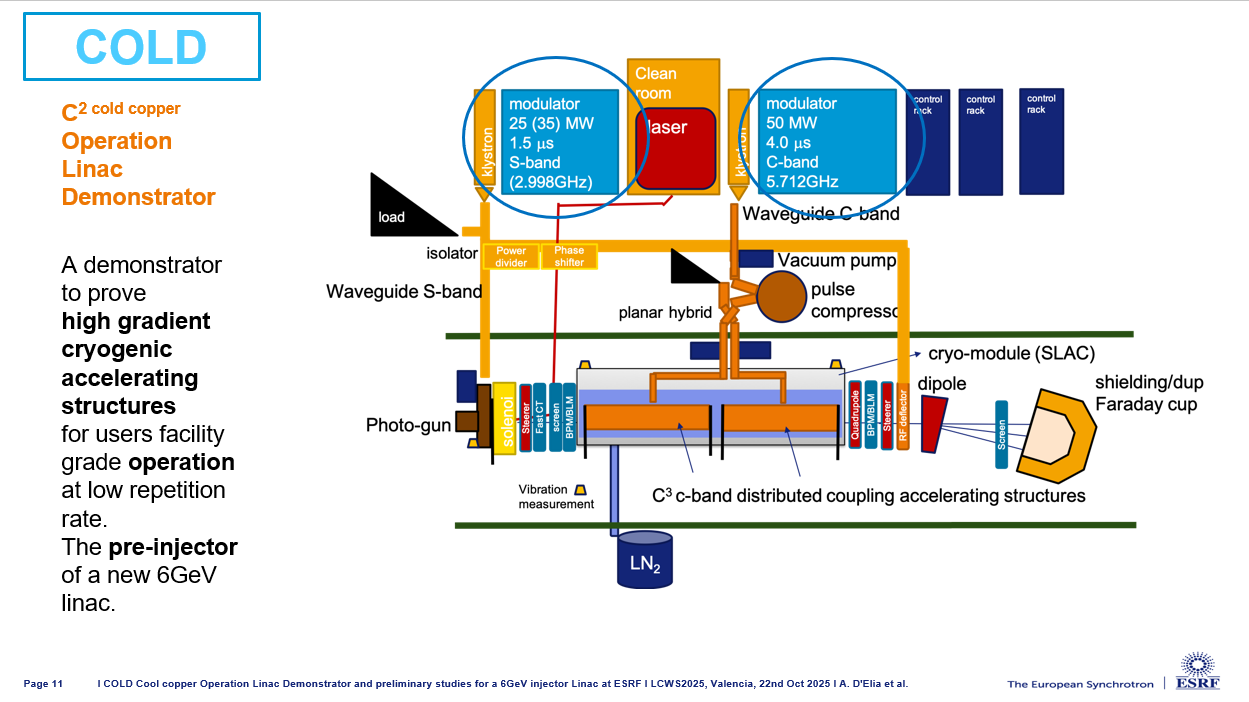 COLD
C² cold copper
Operation
Linac
Demonstrator
A demonstrator
to prove
high gradient
cryogenic
accelerating
structures
for users facility
grade operation
at low repetition
rate.
The pre-injector
of a new 6GeV
linac.
klystron
modulator
25 (35) MW
1.5 µs
S-band
(2.998GHz)
Clean
room
laser
modulator
50 MW
4.0 µs
C-band
5.712GHz
control
rack
control
rack
control
rack
load
isolator
Power
divider
Phase
shifter
Waveguide C-band
Vacuum pump
Waveguide S-band
planar hybrid
pulse
compresso
cryo-module (SLAC)
Photo-gun
solenoi
Steerer
Fast CT
screen
BPM/BLM
Quadrupole
BPM/BLM
Steerer
RF deflector
dipole
Screen
shielding/dup
Faraday cup
Vibration
measurement
C³ c-band distributed coupling accelerating structures
LN₂
Page 11
I COLD Cool copper Operation Linac Demonstrator and preliminary studies for a 6GeV injector Linac at ESRF I LCWS2025, Valencia, 22nd Oct 2025 I A. D'Elia et al.
The European Synchrotron
ESRF